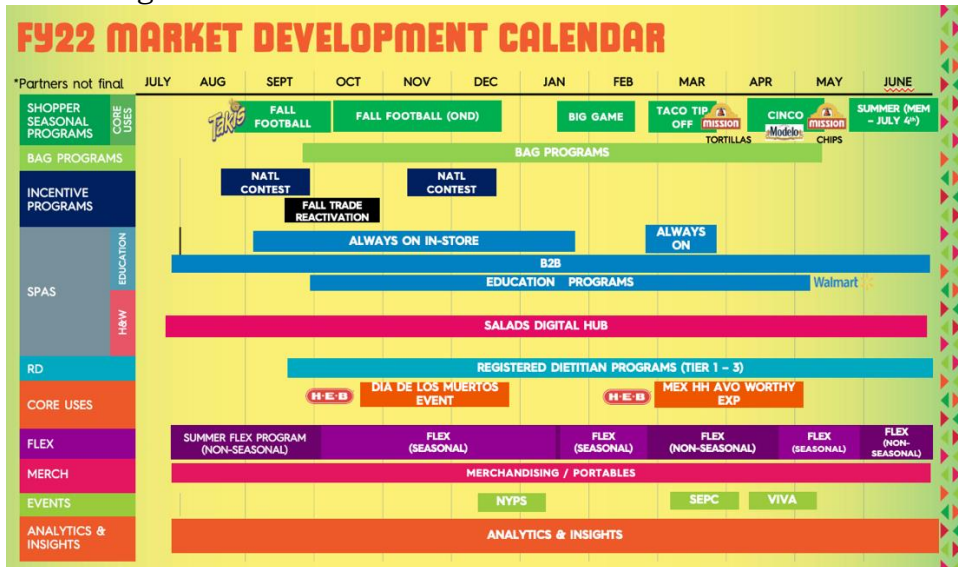 FY22 MARKET DEVELOPMENT CALENDAR
*Partners not final JULY AUG SEPT OCT NOV DEC JAN FEB MAR APR MAY JUNE
SHOPPER
SEASONAL
PROGRAMS
CORE
USES
Takis
FALL
FOOTBALL
FALL FOOTBALL (OND)
BIG GAME
TACO TIP
OFF
MISSION
TORTILLAS
CINCO
Modelo
MISSION
CHIPS
SUMMER (MEM
– JULY 4th)
BAG PROGRAMS
BAG PROGRAMS
INCENTIVE
PROGRAMS
NATL
CONTEST
NATL
CONTEST
FALL TRADE
REACTIVATION
SPAS
EDUCATION
ALWAYS ON IN-STORE
ALWAYS
ON
B2B
EDUCATION PROGRAMS
Walmart
H&W
SALADS DIGITAL HUB
RD
REGISTERED DIETITIAN PROGRAMS (TIER 1 – 3)
CORE USES
H-E-B
DIA DE LOS MUERTOS
EVENT
H-E-B
MEX HH AVO WORTHY
EXP
FLEX
SUMMER FLEX PROGRAM
(NON-SEASONAL)
FLEX
(SEASONAL)
FLEX
(SEASONAL)
FLEX
(NON-SEASONAL)
FLEX
(SEASONAL)
FLEX
(NON-
SEASONAL)
MERCH
MERCHANDISING / PORTABLES
EVENTS
NYPS
SEPC
VIVA
ANALYTICS &
INSIGHTS
ANALYTICS & INSIGHTS